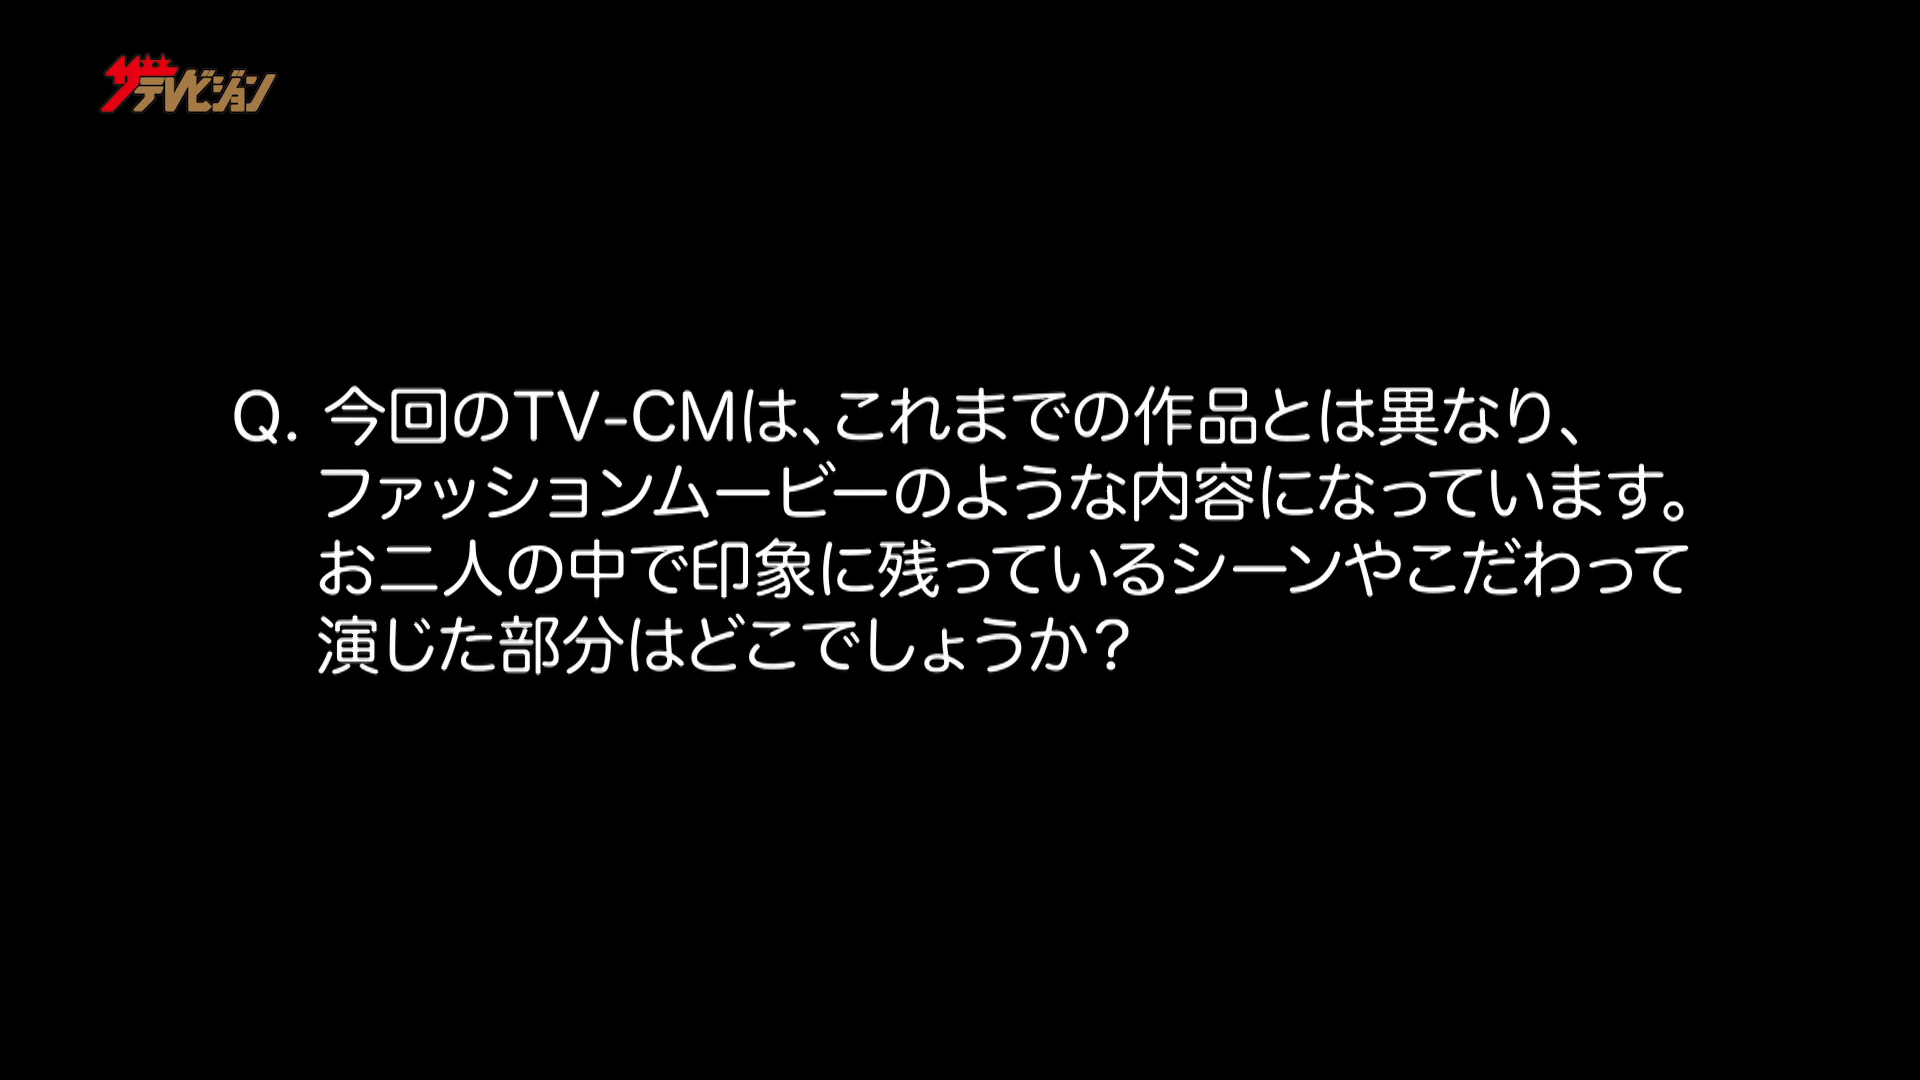 ザテレビジョン
Q. 今回のTV-CMは、これまでの作品とは異なり、
ファッションムービーのような内容になっています。
お二人の中で印象に残っているシーンやこだわって
演じた部分はどこでしょうか?